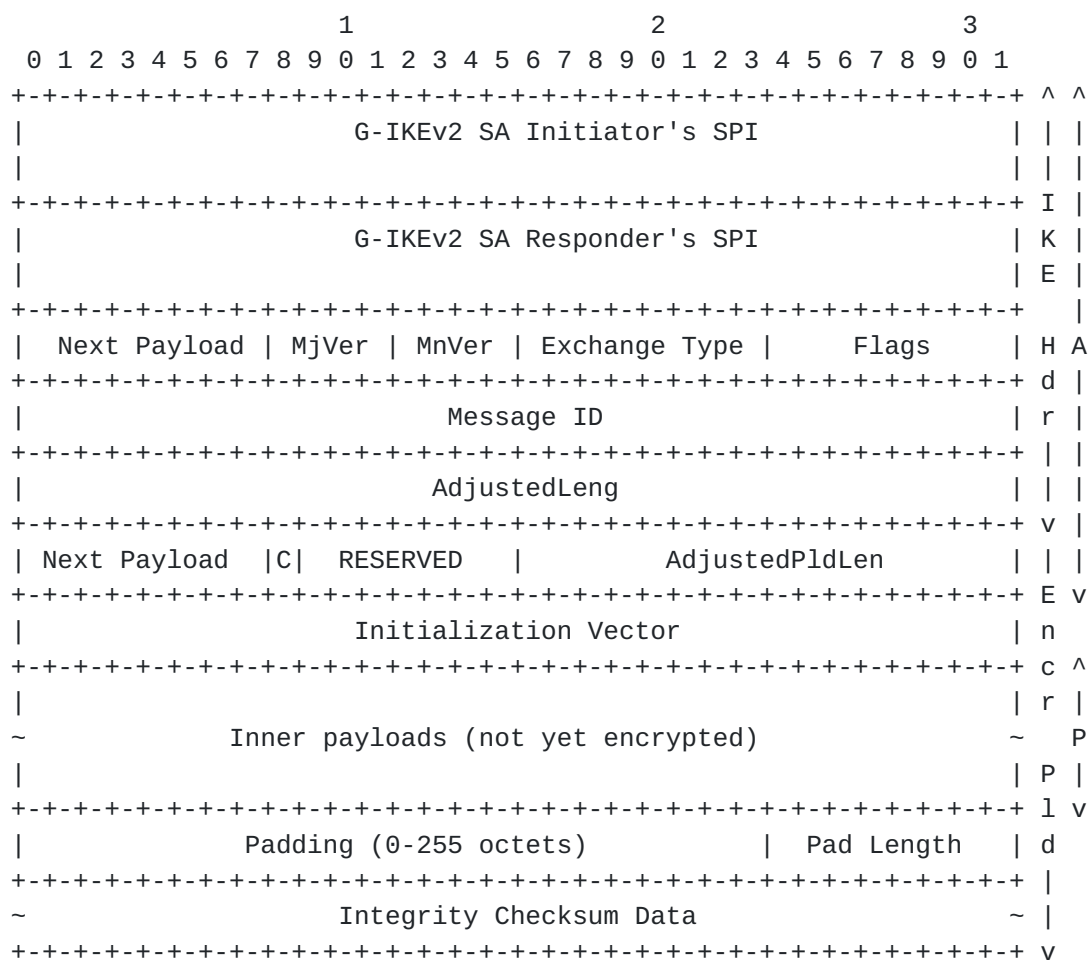 1                   2                   3
 0 1 2 3 4 5 6 7 8 9 0 1 2 3 4 5 6 7 8 9 0 1 2 3 4 5 6 7 8 9 0 1
+-+-+-+-+-+-+-+-+-+-+-+-+-+-+-+-+-+-+-+-+-+-+-+-+-+-+-+-+-+-+-+-+ ^ ^
|                     G-IKEv2 SA Initiator's SPI                | | |
|                                                               | | |
+-+-+-+-+-+-+-+-+-+-+-+-+-+-+-+-+-+-+-+-+-+-+-+-+-+-+-+-+-+-+-+-+ I |
|                     G-IKEv2 SA Responder's SPI                | K |
|                                                               | E |
+-+-+-+-+-+-+-+-+-+-+-+-+-+-+-+-+-+-+-+-+-+-+-+-+-+-+-+-+-+-+-+-+   |
|  Next Payload | MjVer | MnVer | Exchange Type |     Flags     | H A
+-+-+-+-+-+-+-+-+-+-+-+-+-+-+-+-+-+-+-+-+-+-+-+-+-+-+-+-+-+-+-+-+ d |
|                           Message ID                          | r |
+-+-+-+-+-+-+-+-+-+-+-+-+-+-+-+-+-+-+-+-+-+-+-+-+-+-+-+-+-+-+-+-+ | |
|                          AdjustedLeng                         | | |
+-+-+-+-+-+-+-+-+-+-+-+-+-+-+-+-+-+-+-+-+-+-+-+-+-+-+-+-+-+-+-+-+ v |
| Next Payload  |C|  RESERVED   |         AdjustedPldLen        | | |
+-+-+-+-+-+-+-+-+-+-+-+-+-+-+-+-+-+-+-+-+-+-+-+-+-+-+-+-+-+-+-+-+ E v
|                     Initialization Vector                     | n
+-+-+-+-+-+-+-+-+-+-+-+-+-+-+-+-+-+-+-+-+-+-+-+-+-+-+-+-+-+-+-+-+ c ^
|                                                               | r |
~             Inner payloads (not yet encrypted)                ~   P
|                                                               | P |
+-+-+-+-+-+-+-+-+-+-+-+-+-+-+-+-+-+-+-+-+-+-+-+-+-+-+-+-+-+-+-+-+ l v
|              Padding (0-255 octets)           |  Pad Length   | d
+-+-+-+-+-+-+-+-+-+-+-+-+-+-+-+-+-+-+-+-+-+-+-+-+-+-+-+-+-+-+-+-+ |
~                    Integrity Checksum Data                    ~ |
+-+-+-+-+-+-+-+-+-+-+-+-+-+-+-+-+-+-+-+-+-+-+-+-+-+-+-+-+-+-+-+-+ v